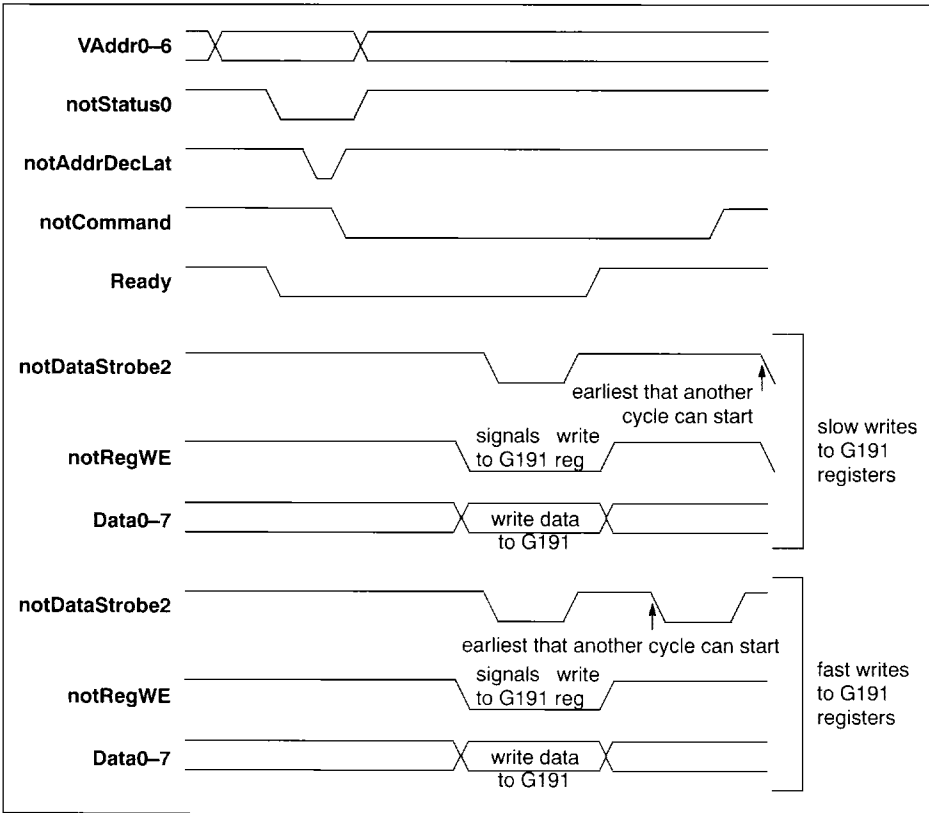 VAddr0–6
notStatus0
notAddrDecLat
notCommand
Ready
notDataStrobe2
earliest that another
cycle can start
notRegWE
signals write
to G191 reg
Data0–7
write data
to G191
slow writes
to G191
registers
notDataStrobe2
earliest that another cycle can start
notRegWE
signals write
to G191 reg
Data0–7
write data
to G191
fast writes
to G191
registers